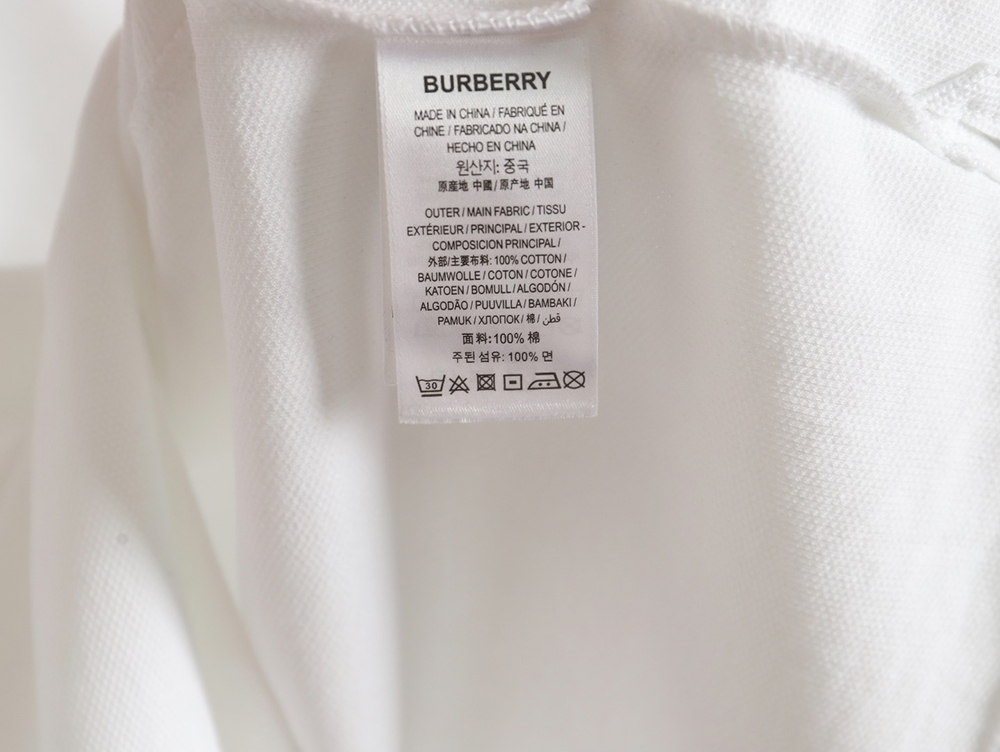 BURBERRY
MADE IN CHINA / FABRIQUÉ EN
CHINE / FABRICADO NA CHINA /
HECHO EN CHINA
원산지: 중국
原産地 中國 / 原产地 中国
OUTER / MAIN FABRIC / TISSU
EXTÉRIEUR / PRINCIPAL / EXTERIOR -
COMPOSICION PRINCIPAL /
外部/主要布料: 100% COTTON /
BAUMWOLLE / COTON / COTONE /
KATOEN / BOMULL / ALGODÓN /
ALGODÃO / PUUVILLA / BAMBAKI /
PAMUK / ХЛОПОК / 棉 / قطن
面料:100% 棉
주된 섬유: 100% 면
30